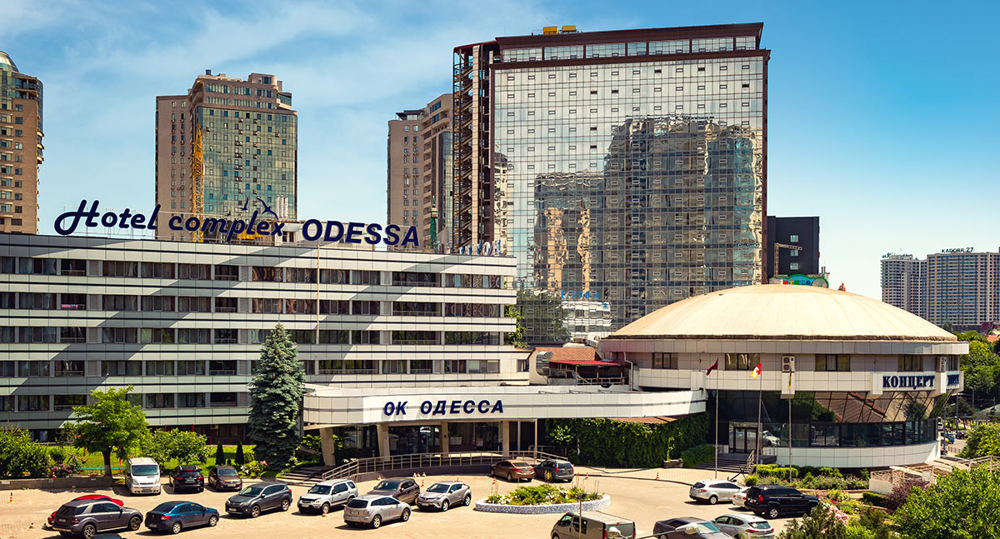 Hotel complex ODESSA
KADORR 27
КОНЦЕРТ
ОК ОДЕССА